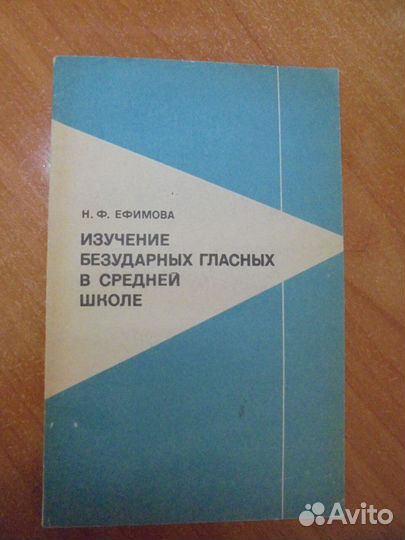 Н. Ф. ЕФИМОВА
ИЗУЧЕНИЕ
БЕЗУДАРНЫХ ГЛАСНЫХ
В СРЕДНЕЙ
ШКОЛЕ
Avito